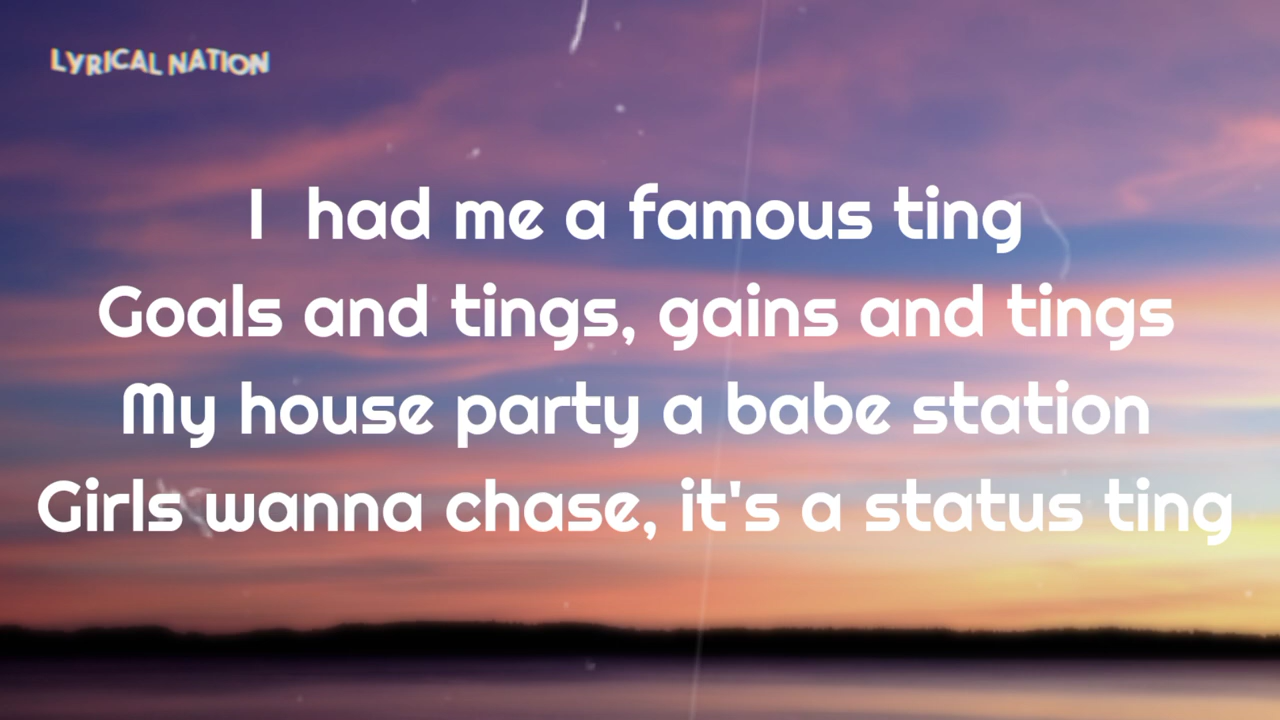 LYRICAL NATION
I had me a famous ting
Goals and tings, gains and tings
My house party a babe station
Girls wanna chase, it's a status ting